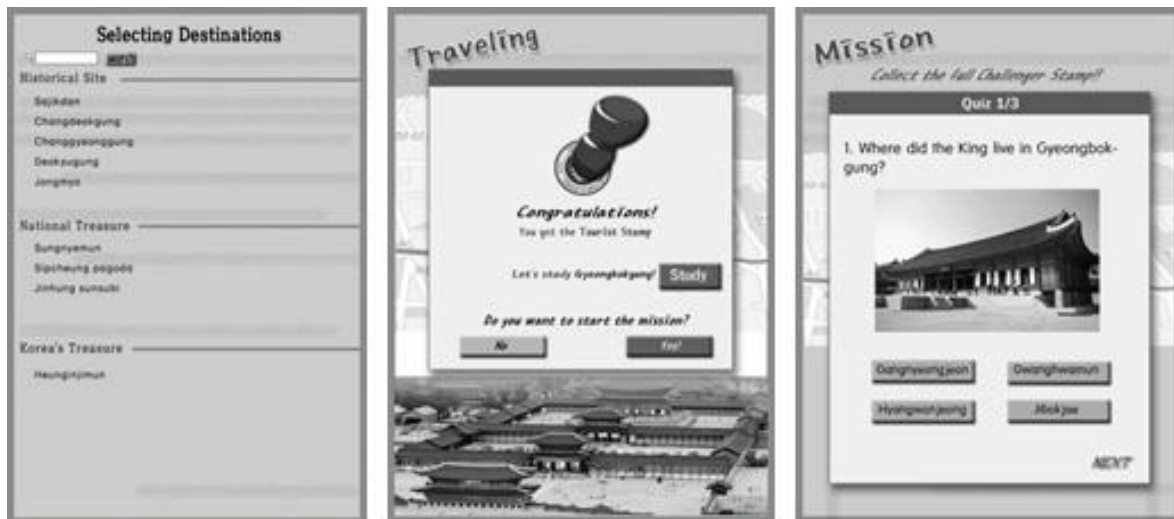 Selecting Destinations
Historical Site
Sajikdan
Changdeokgung
Changgyeonggung
Deoksugung
Jongmyo
National Treasure
Sungnyemun
Sipcheung pagoda
Jinhung sunsubi
Korea's Treasure
Heunginjimun
Traveling
Congratulations!
You got the Tourist Stamp
Let's study Gyeongbokgung! Study
Do you want to start the mission?
No Yes!
Mission
Collect the full Challenger Stamp!!
Quiz 1/3
1. Where did the King live in Gyeongbok-
gung?
Gangnyeongjeon Gwanghwamun
Hyangwonjeong Jibokjae
NEXT